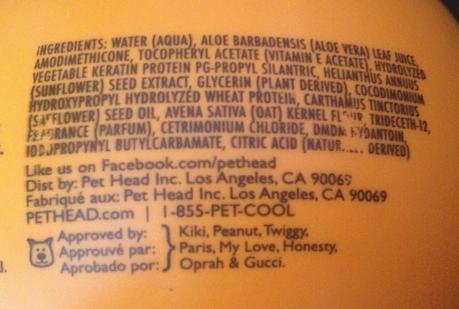 INGREDIENTS: WATER (AQUA), ALOE BARBADENSIS (ALOE VERA) LEAF JUICE,
AMODIMETHICONE, TOCOPHERYL ACETATE (VITAMIN E ACETATE), HYDROLYZED
VEGETABLE KERATIN PROTEIN PG-PROPYL SILANTRIC, HELIANTHUS ANNUUS
(SUNFLOWER) SEED EXTRACT, GLYCERIN (PLANT DERIVED), COCODIMONIUM
HYDROXYPROPYL HYDROLYZED WHEAT PROTEIN, CARTHAMUS TINCTORIUS
(SAFFLOWER) SEED OIL, AVENA SATIVA (OAT) KERNEL TRIDECETH-12,
FRAGRANCE (PARFUM), CETRIMONIUM CHLORIDE, DMDM HYDANTOIN,
IODOPROPYNYL BUTYLCARBAMATE, CITRIC ACID DERIVED)
Like us on Facebook.com/pethead
Dist by: Pet Head Inc. Los Angeles, CA 90069
Fabriqué aux: Pet Head Inc. Los Angeles, CA 90069
PETHEAD.com | 1-855-PET-COOL
Approved by: Kiki, Peanut, Twiggy,
Approuvé par: Paris, My Love, Honesty,
Aprobado por: Oprah & Gucci.